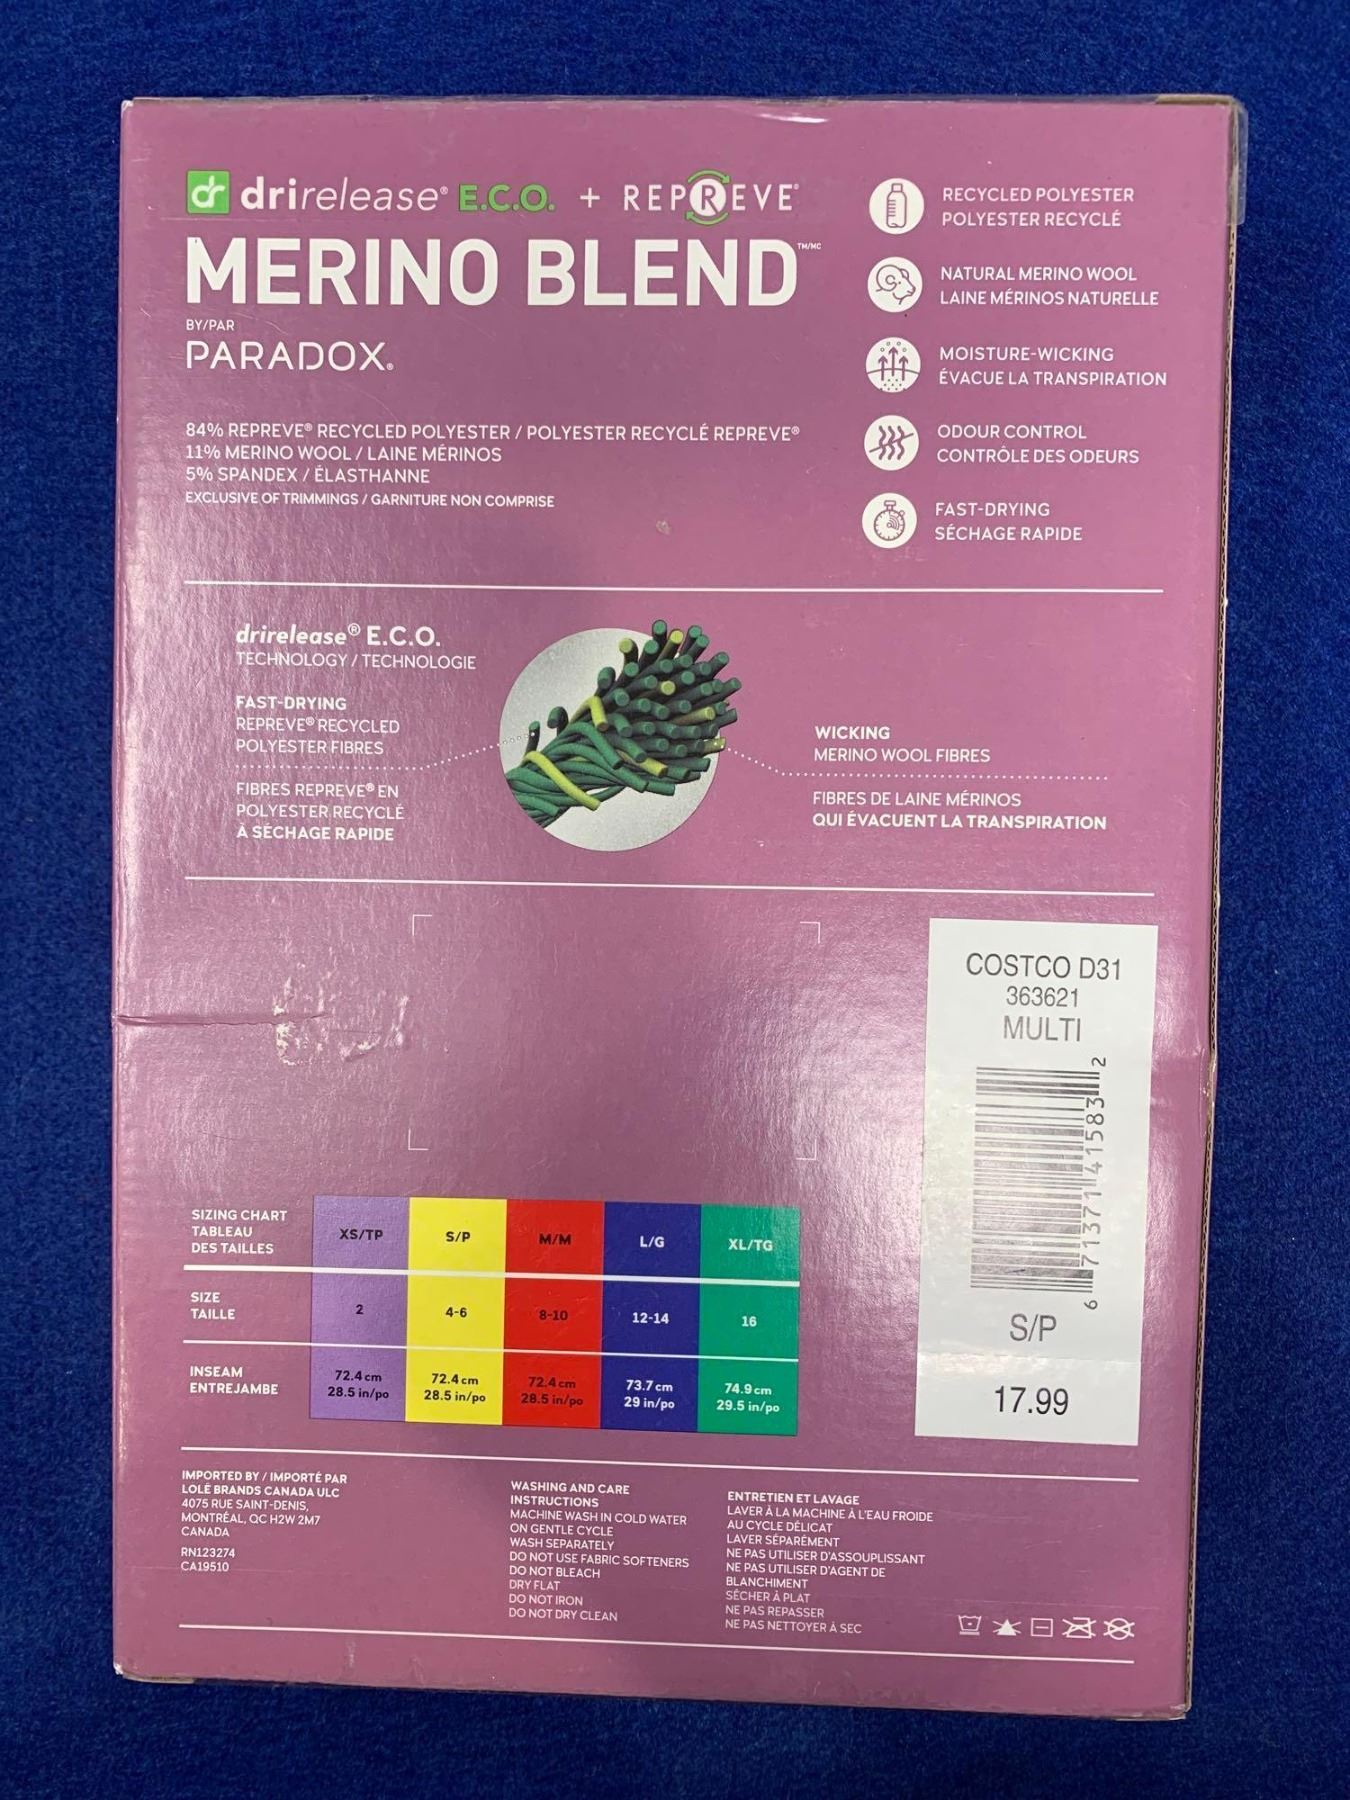 dr drirelease® E.C.O. + REPREVE®
MERINO BLEND™/MC
BY/PAR
PARADOX®
84% REPREVE® RECYCLED POLYESTER / POLYESTER RECYCLÉ REPREVE®
11% MERINO WOOL / LAINE MÉRINOS
5% SPANDEX / ÉLASTHANNE
EXCLUSIVE OF TRIMMINGS / GARNITURE NON COMPRISE
RECYCLED POLYESTER
POLYESTER RECYCLÉ
NATURAL MERINO WOOL
LAINE MÉRINOS NATURELLE
MOISTURE-WICKING
ÉVACUE LA TRANSPIRATION
ODOUR CONTROL
CONTRÔLE DES ODEURS
FAST-DRYING
SÉCHAGE RAPIDE
drirelease® E.C.O.
TECHNOLOGY / TECHNOLOGIE
FAST-DRYING
REPREVE® RECYCLED
POLYESTER FIBRES
FIBRES REPREVE® EN
POLYESTER RECYCLÉ
À SÉCHAGE RAPIDE
WICKING
MERINO WOOL FIBRES
FIBRES DE LAINE MÉRINOS
QUI ÉVACUENT LA TRANSPIRATION
COSTCO D31
363621
MULTI
6 71371 41583 2
S/P
17.99
SIZING CHART
TABLEAU
DES TAILLES
XS/TP S/P M/M L/G XL/TG
SIZE
TAILLE
2 4-6 8-10 12-14 16
INSEAM
ENTREJAMBE
72.4 cm 72.4 cm 72.4 cm 73.7 cm 74.9 cm
28.5 in/po 28.5 in/po 28.5 in/po 29 in/po 29.5 in/po
IMPORTED BY / IMPORTÉ PAR
LOLË BRANDS CANADA ULC
4075 RUE SAINT-DENIS,
MONTRÉAL, QC H2W 2M7
CANADA
RN123274
CA19510
WASHING AND CARE
INSTRUCTIONS
MACHINE WASH IN COLD WATER
ON GENTLE CYCLE
WASH SEPARATELY
DO NOT USE FABRIC SOFTENERS
DO NOT BLEACH
DRY FLAT
DO NOT IRON
DO NOT DRY CLEAN
ENTRETIEN ET LAVAGE
LAVER À LA MACHINE À L'EAU FROIDE
AU CYCLE DÉLICAT
LAVER SÉPARÉMENT
NE PAS UTILISER D'ASSOUPLISSANT
NE PAS UTILISER D'AGENT DE
BLANCHIMENT
SÉCHER À PLAT
NE PAS REPASSER
NE PAS NETTOYER À SEC